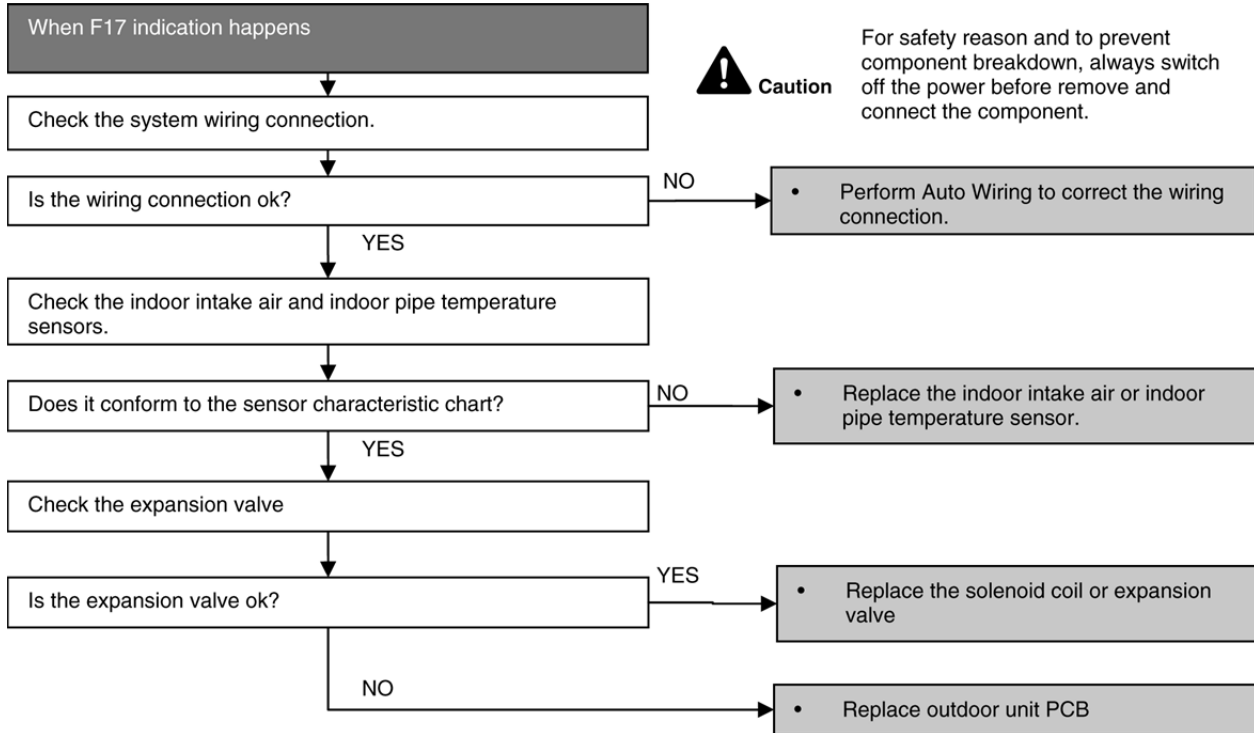 When F17 indication happens
For safety reason and to prevent
component breakdown, always switch
off the power before remove and
connect the component.
Caution
Check the system wiring connection.
Is the wiring connection ok?
NO
• Perform Auto Wiring to correct the wiring
connection.
YES
Check the indoor intake air and indoor pipe temperature
sensors.
Does it conform to the sensor characteristic chart?
NO
• Replace the indoor intake air or indoor
pipe temperature sensor.
YES
Check the expansion valve
Is the expansion valve ok?
YES
• Replace the solenoid coil or expansion
valve
NO
• Replace outdoor unit PCB